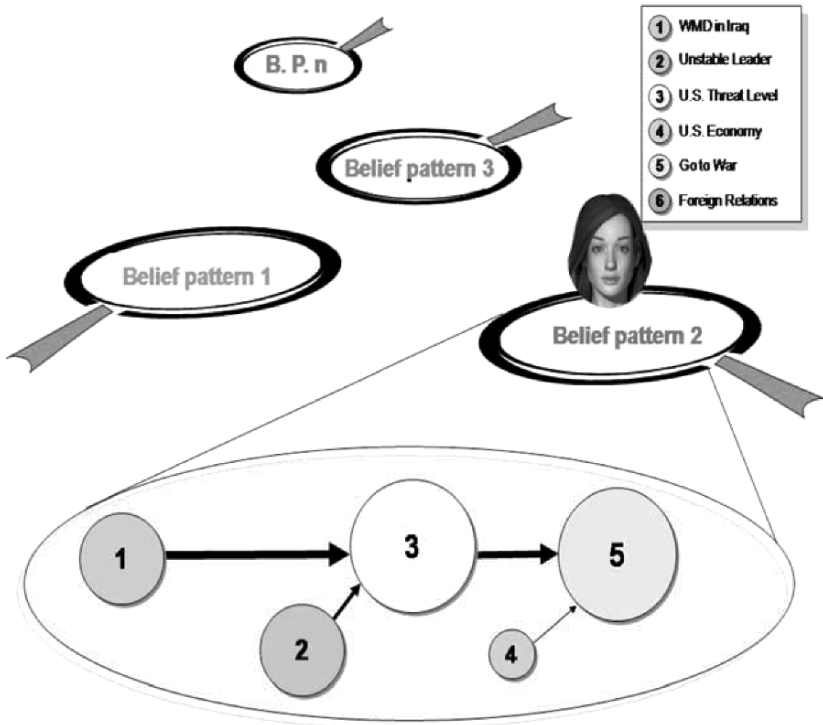 B. P. n
1 WMD in Iraq
2 Unstable Leader
3 U.S. Threat Level
4 U.S. Economy
5 Go to War
6 Foreign Relations
Belief pattern 3
Belief pattern 1
Belief pattern 2
1
3
5
2
4